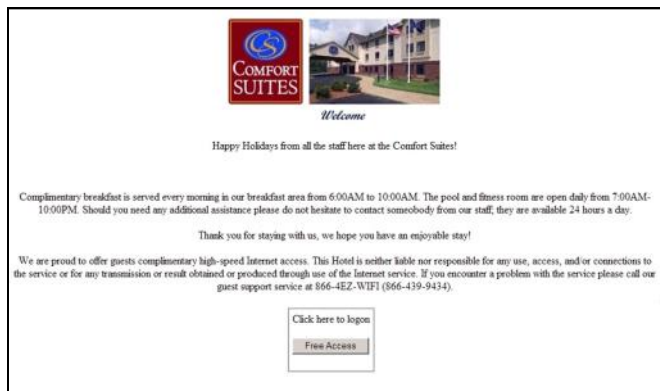 COMFORT
SUITES
Welcome
Happy Holidays from all the staff here at the Comfort Suites!
Complimentary breakfast is served every morning in our breakfast area from 6:00AM to 10:00AM. The pool and fitness room are open daily from 7:00AM-
10:00PM. Should you need any additional assistance please do not hesitate to contact someobody from our staff; they are available 24 hours a day.
Thank you for staying with us, we hope you have an enjoyable stay!
We are proud to offer guests complimentary high-speed Internet access. This Hotel is neither liable nor responsible for any use, access, and/or connections to
the service or for any transmission or result obtained or produced through use of the Internet service. If you encounter a problem with the service please call our
guest support service at 866-4EZ-WIFI (866-439-9434).
Click here to logon
Free Access